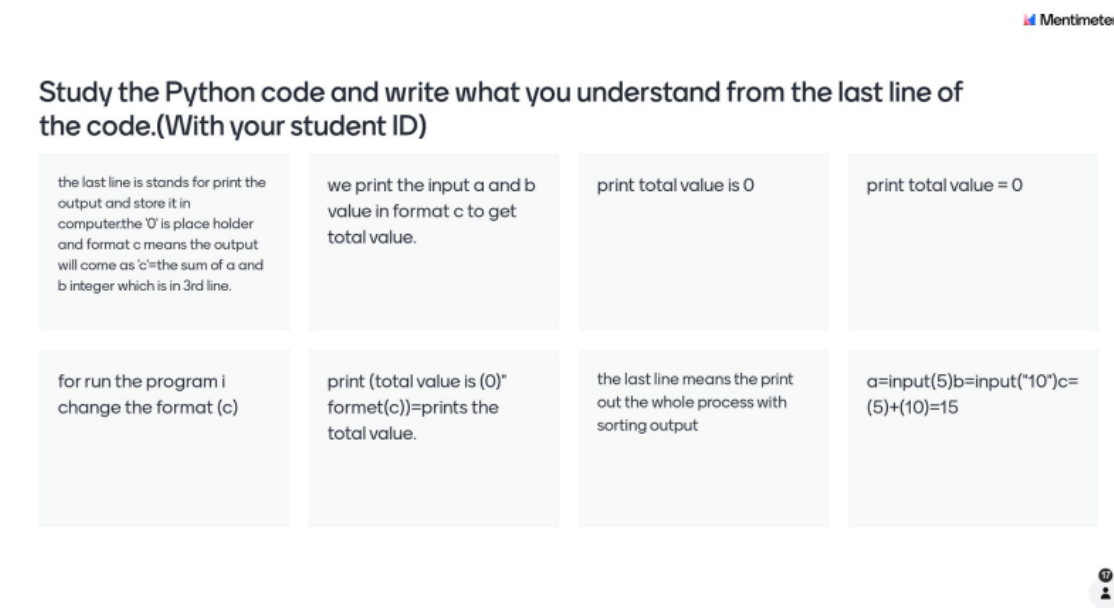 Mentimeter
Study the Python code and write what you understand from the last line of
the code.(With your student ID)
the last line is stands for print the
output and store it in
computer.the '0' is place holder
and format c means the output
will come as 'c'=the sum of a and
b integer which is in 3rd line.
we print the input a and b
value in format c to get
total value.
print total value is 0
print total value = 0
for run the program i
change the format (c)
print (total value is (0)"
formet(c))=prints the
total value.
the last line means the print
out the whole process with
sorting output
a=input(5)b=input("10")c=
(5)+(10)=15
17